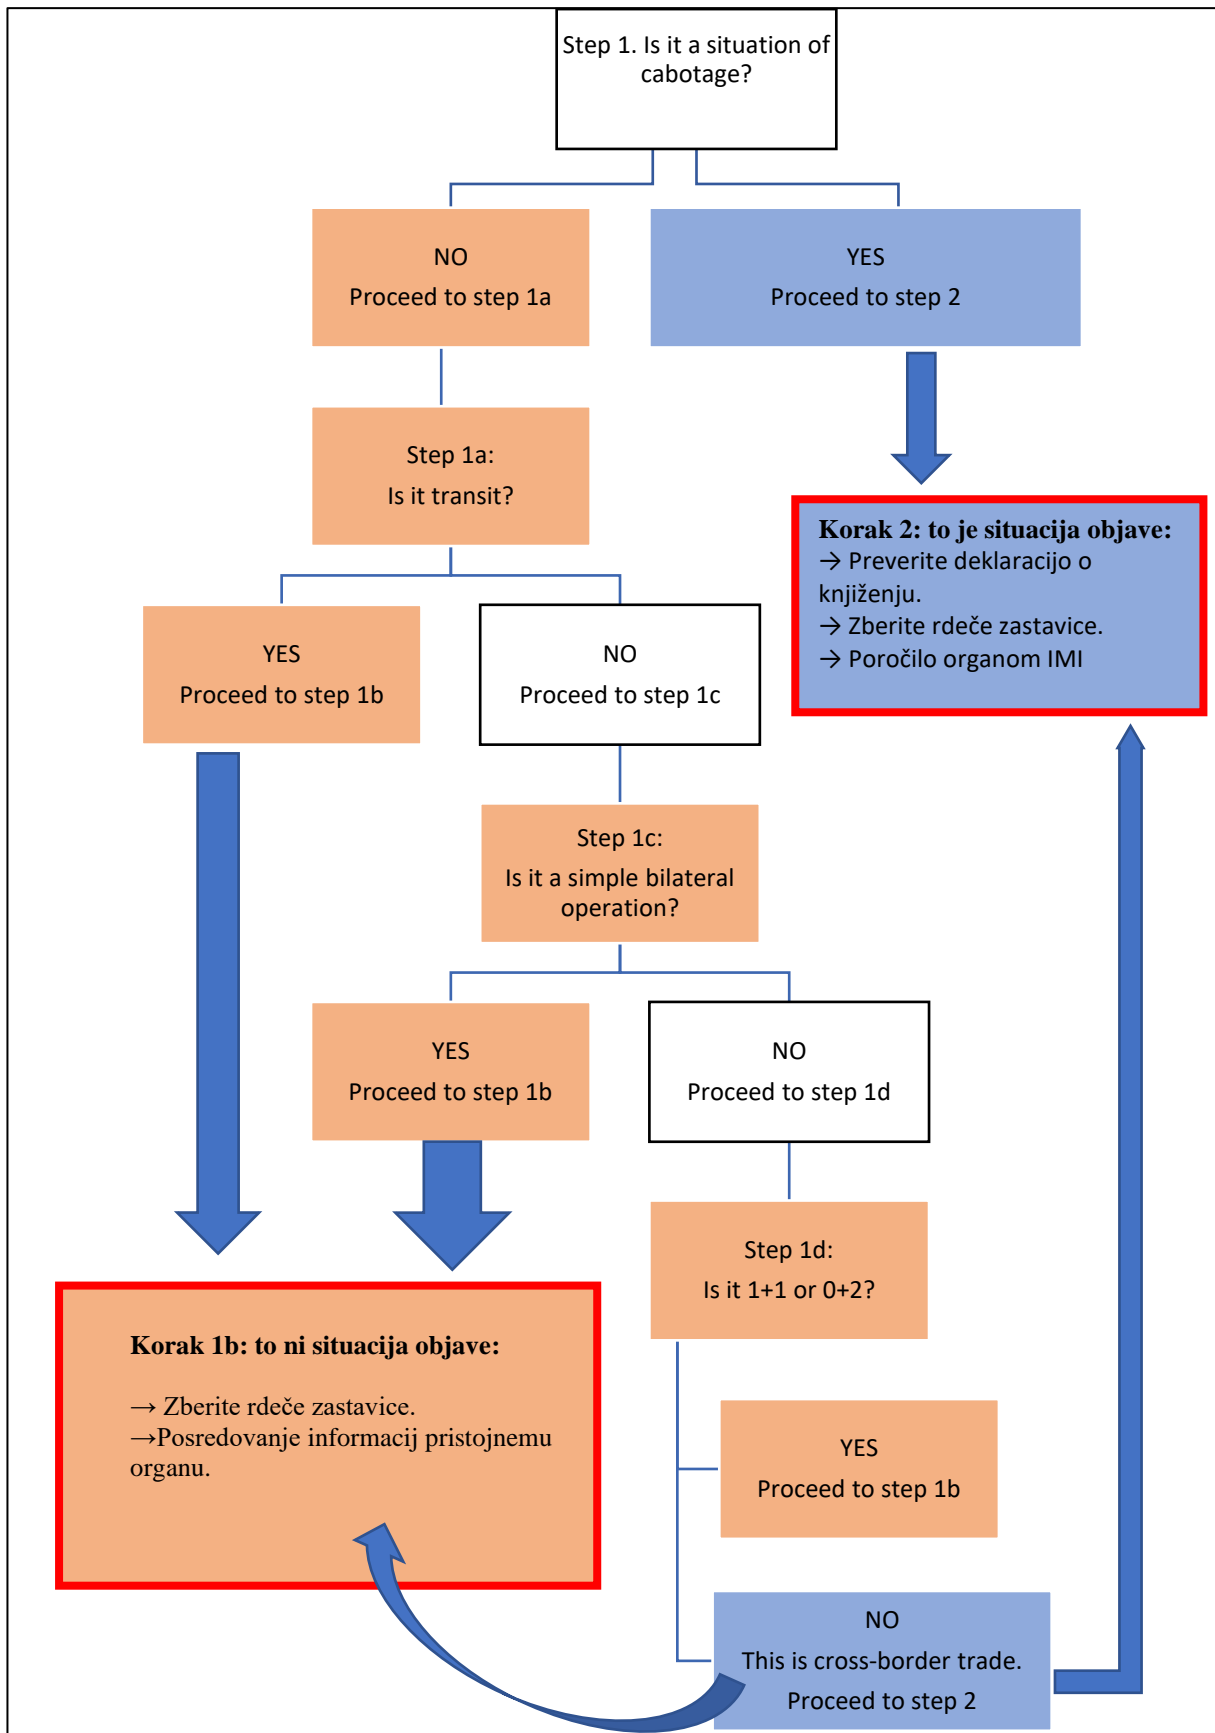 Step 1. Is it a situation of
cabotage?
NO
Proceed to step 1a
YES
Proceed to step 2
Step 1a:
Is it transit?
Korak 2: to je situacija objave:
→ Preverite deklaracijo o
knjiženju.
→ Zberite rdeče zastavice.
→ Poročilo organom IMI
YES
Proceed to step 1b
NO
Proceed to step 1c
Step 1c:
Is it a simple bilateral
operation?
YES
Proceed to step 1b
NO
Proceed to step 1d
Step 1d:
Is it 1+1 or 0+2?
Korak 1b: to ni situacija objave:
→ Zberite rdeče zastavice.
→Posredovanje informacij pristojnemu
organu.
YES
Proceed to step 1b
NO
This is cross-border trade.
Proceed to step 2